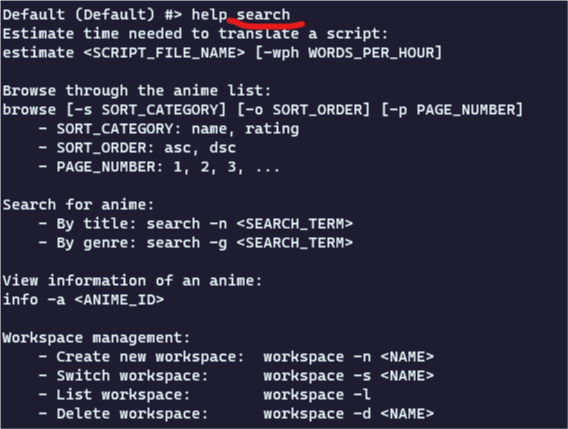 Default (Default) #> help search
Estimate time needed to translate a script:
estimate <SCRIPT_FILE_NAME> [-wph WORDS_PER_HOUR]
Browse through the anime list:
browse [-s SORT_CATEGORY] [-o SORT_ORDER] [-p PAGE_NUMBER]
- SORT_CATEGORY: name, rating
- SORT_ORDER: asc, dsc
- PAGE_NUMBER: 1, 2, 3, ...
Search for anime:
- By title: search -n <SEARCH_TERM>
- By genre: search -g <SEARCH_TERM>
View information of an anime:
info -a <ANIME_ID>
Workspace management:
- Create new workspace: workspace -n <NAME>
- Switch workspace: workspace -s <NAME>
- List workspace: workspace -l
- Delete workspace: workspace -d <NAME>